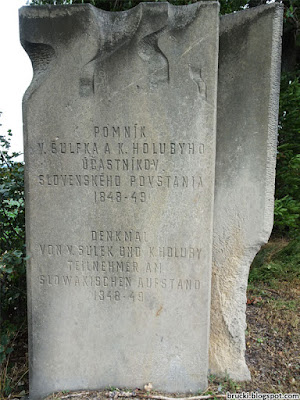 POMNÍK
V. ŠULEKA A K. HOLUBYHO
ÚČASTNÍKOV
SLOVENSKÉHO POVSTANIA
1848-49
DENKMAL
VON V. ŠULEK UND K. HOLUBY
TEILNEHMER AM
SLOWAKISCHEN AUFSTAND
1848-49
brucki.blogspot.com